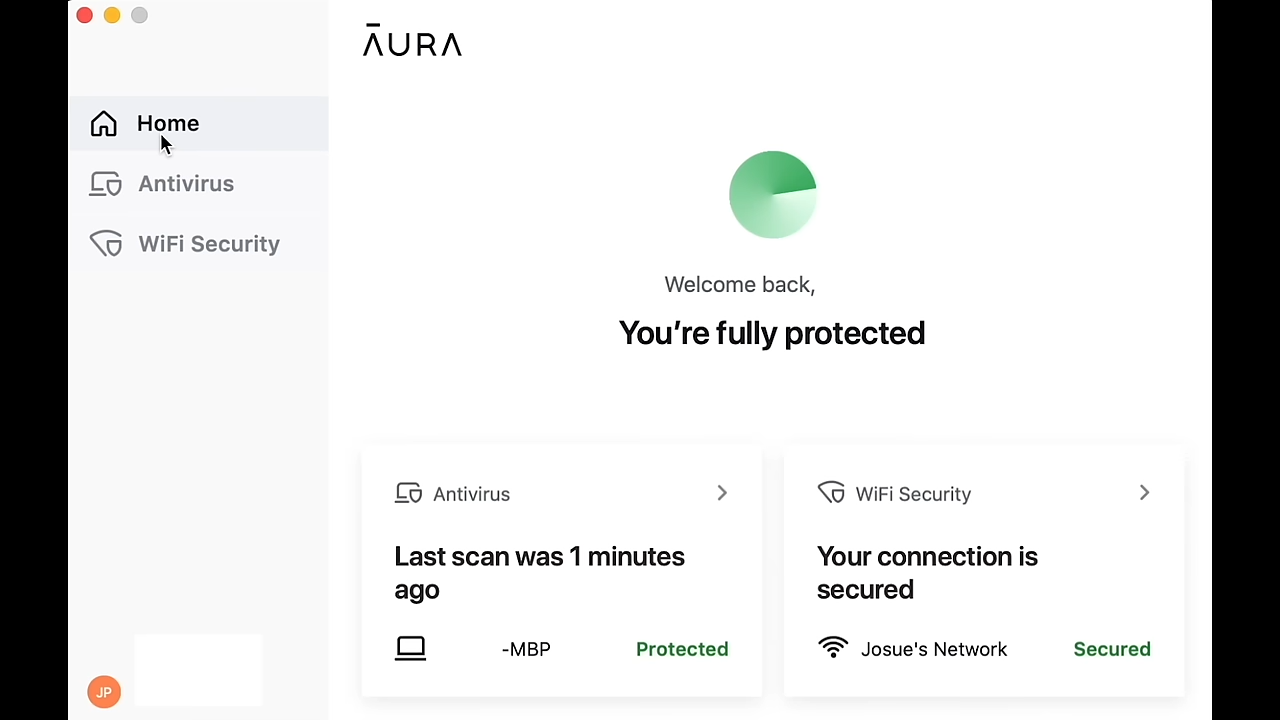 ĀURA
Home
Antivirus
WiFi Security
Welcome back,
You're fully protected
Antivirus
Last scan was 1 minutes
ago
-MBP
Protected
WiFi Security
Your connection is
secured
Josue's Network
Secured
JP